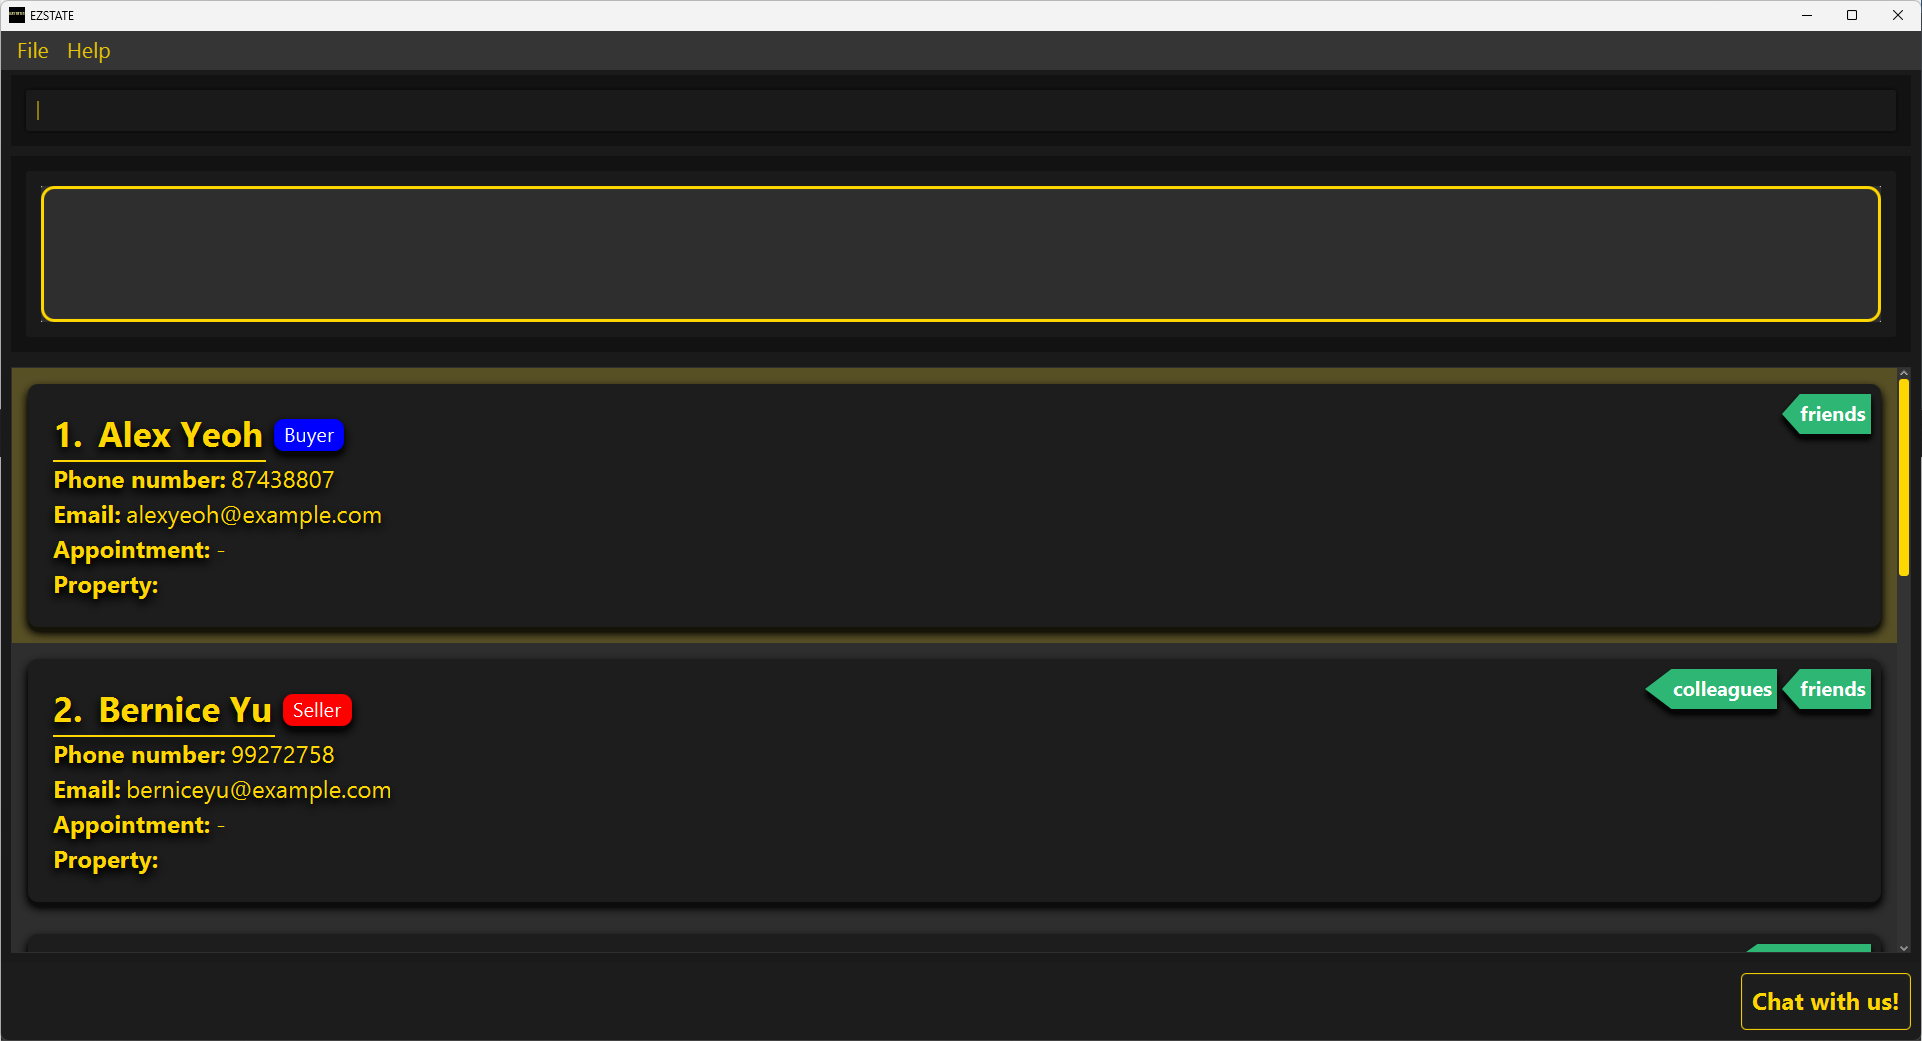 EZSTATE
File Help
1. Alex Yeoh Buyer friends
Phone number: 87438807
Email: alexyeoh@example.com
Appointment: -
Property:
2. Bernice Yu Seller colleagues friends
Phone number: 99272758
Email: berniceyu@example.com
Appointment: -
Property:
Chat with us!